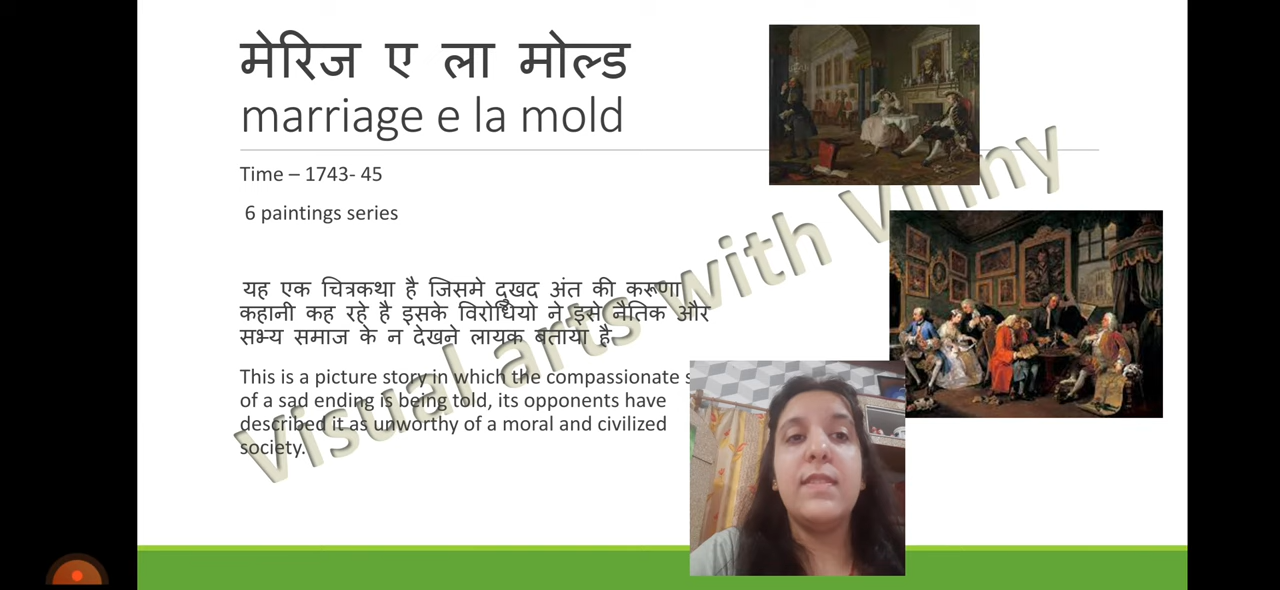 मेरिज ए ला मोल्ड
marriage e la mold
Time – 1743- 45
6 paintings series
यह एक चित्रकथा है जिसमे दुखद अंत की करूणा
कहानी कह रहे है इसके विरोधियो ने इसे नैतिक और
सभ्य समाज के न देखने लायक बताया है
This is a picture story in which the compassionate
of a sad ending is being told, its opponents have
described it as unworthy of a moral and civilized
society.
Visual arts with Vinny